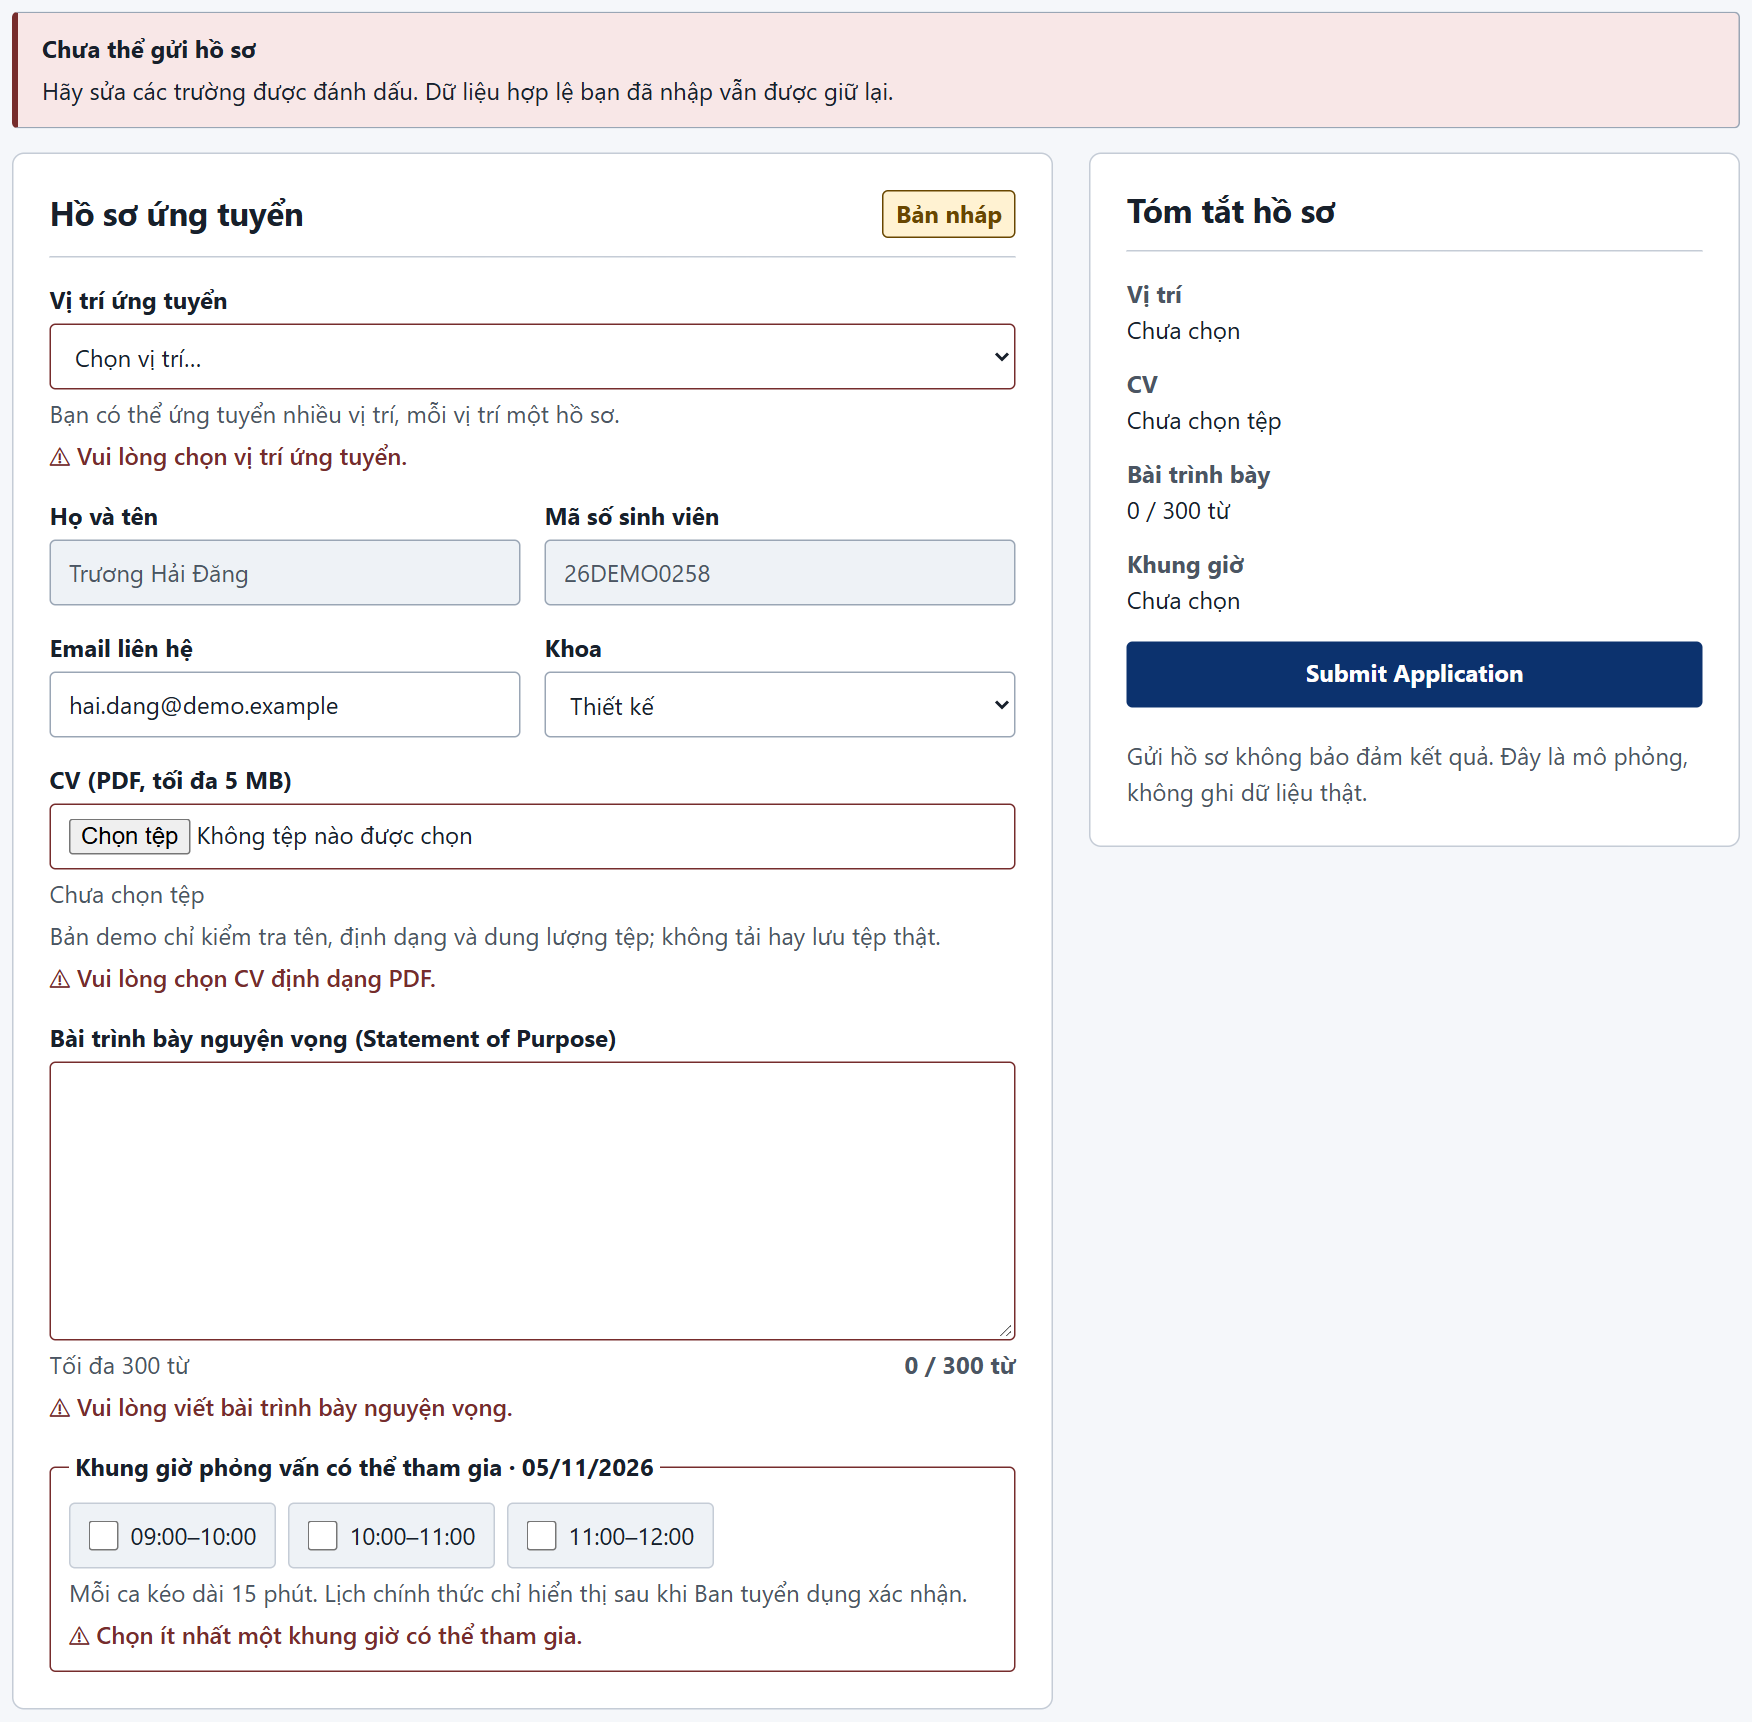 Chưa thể gửi hồ sơ
Hãy sửa các trường được đánh dấu. Dữ liệu hợp lệ bạn đã nhập vẫn được giữ lại.
Hồ sơ ứng tuyển
Bản nháp
Vị trí ứng tuyển
Chọn vị trí...
Bạn có thể ứng tuyển nhiều vị trí, mỗi vị trí một hồ sơ.
⚠ Vui lòng chọn vị trí ứng tuyển.
Họ và tên
Trương Hải Đăng
Mã số sinh viên
26DEMO0258
Email liên hệ
hai.dang@demo.example
Khoa
Thiết kế
CV (PDF, tối đa 5 MB)
Chọn tệp Không tệp nào được chọn
Chưa chọn tệp
Bản demo chỉ kiểm tra tên, định dạng và dung lượng tệp; không tải hay lưu tệp thật.
⚠ Vui lòng chọn CV định dạng PDF.
Bài trình bày nguyện vọng (Statement of Purpose)
Tối đa 300 từ
0 / 300 từ
⚠ Vui lòng viết bài trình bày nguyện vọng.
Khung giờ phỏng vấn có thể tham gia · 05/11/2026
09:00–10:00
10:00–11:00
11:00–12:00
Mỗi ca kéo dài 15 phút. Lịch chính thức chỉ hiển thị sau khi Ban tuyển dụng xác nhận.
⚠ Chọn ít nhất một khung giờ có thể tham gia.
Tóm tắt hồ sơ
Vị trí
Chưa chọn
CV
Chưa chọn tệp
Bài trình bày
0 / 300 từ
Khung giờ
Chưa chọn
Submit Application
Gửi hồ sơ không bảo đảm kết quả. Đây là mô phỏng,
không ghi dữ liệu thật.